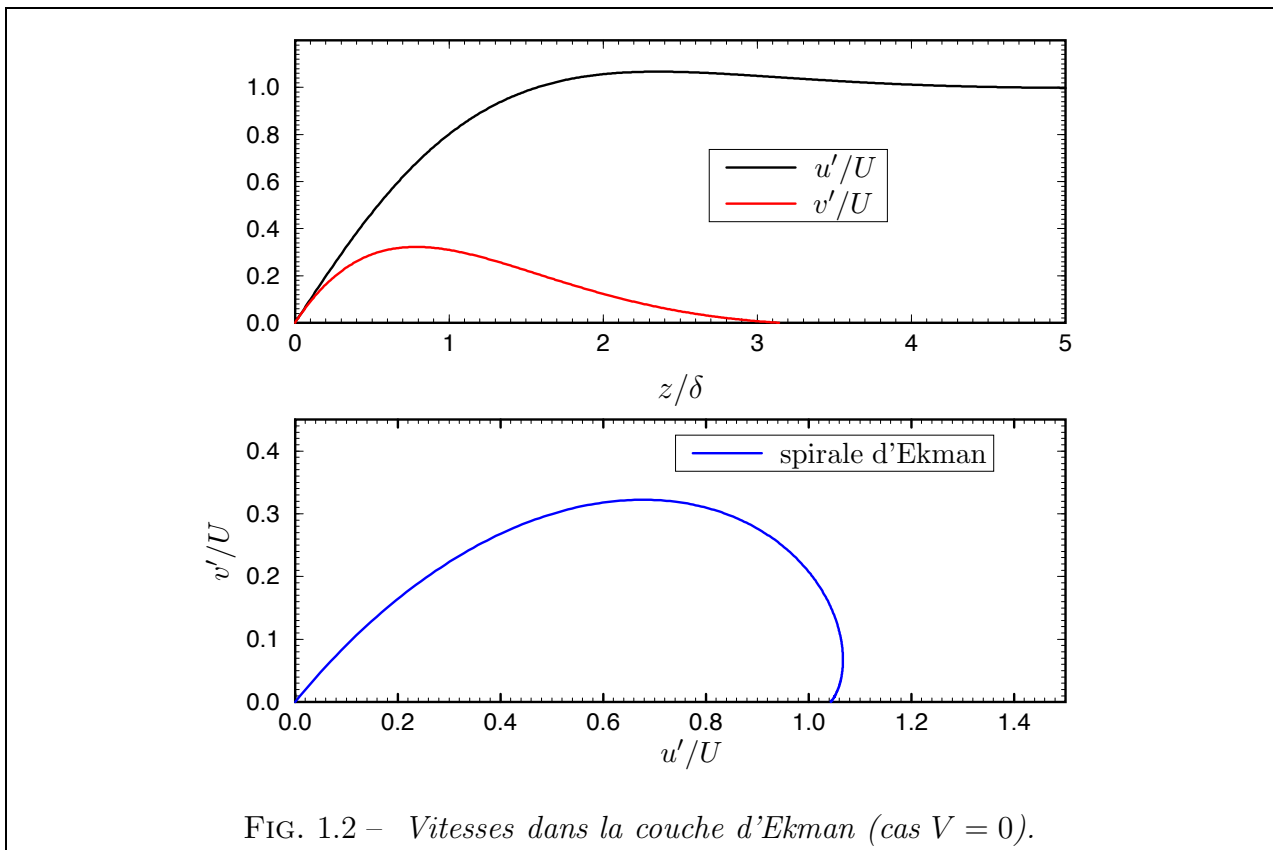 1.0
0.8
0.6
0.4
0.2
0.0
0 1 2 3 4 5
z/δ
u′/U
v′/U
0.4
0.3
0.2
0.1
0.0
v′/U
spirale d'Ekman
0.0 0.2 0.4 0.6 0.8 1.0 1.2 1.4
u′/U
FIG. 1.2 – Vitesses dans la couche d'Ekman (cas V = 0).